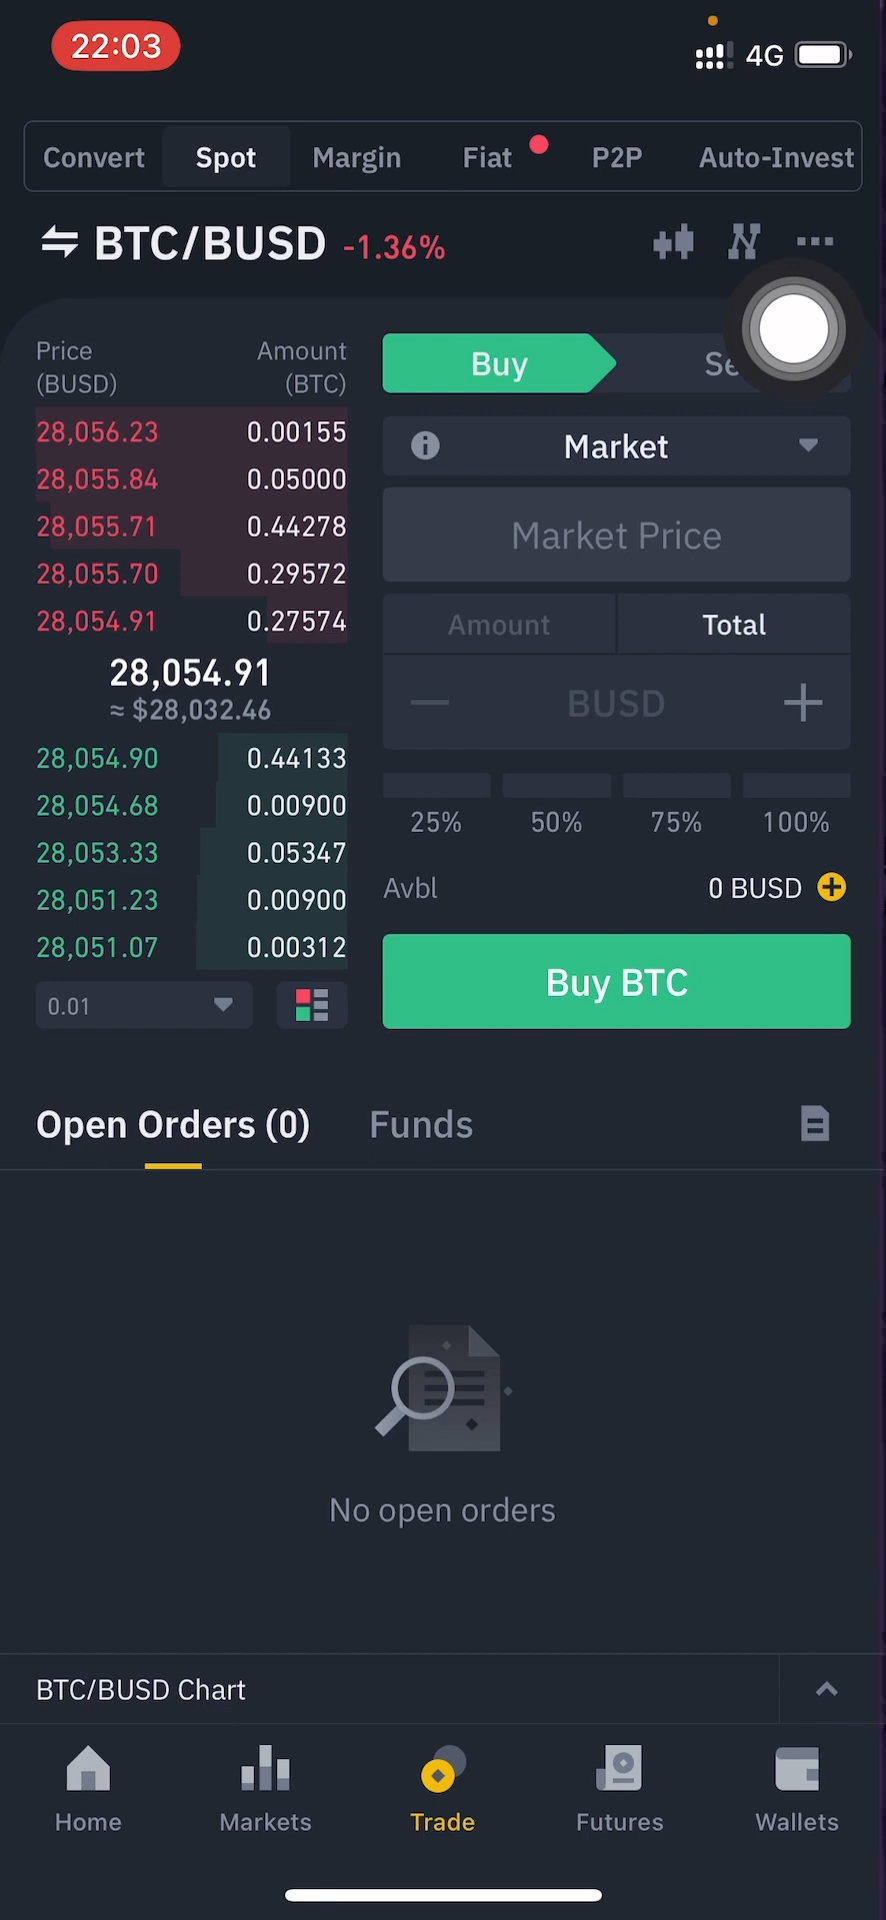 22:03
4G
Convert Spot Margin Fiat P2P Auto-Invest
BTC/BUSD -1.36%
Price Amount
(BUSD) (BTC)
28,056.23 0.00155
28,055.84 0.05000
28,055.71 0.44278
28,055.70 0.29572
28,054.91 0.27574
28,054.91
≈ $28,032.46
28,054.90 0.44133
28,054.68 0.00900
28,053.33 0.05347
28,051.23 0.00900
28,051.07 0.00312
0.01
Buy
Market
Market Price
Amount Total
BUSD
25% 50% 75% 100%
Avbl 0 BUSD
Buy BTC
Open Orders (0) Funds
No open orders
BTC/BUSD Chart
Home Markets Trade Futures Wallets